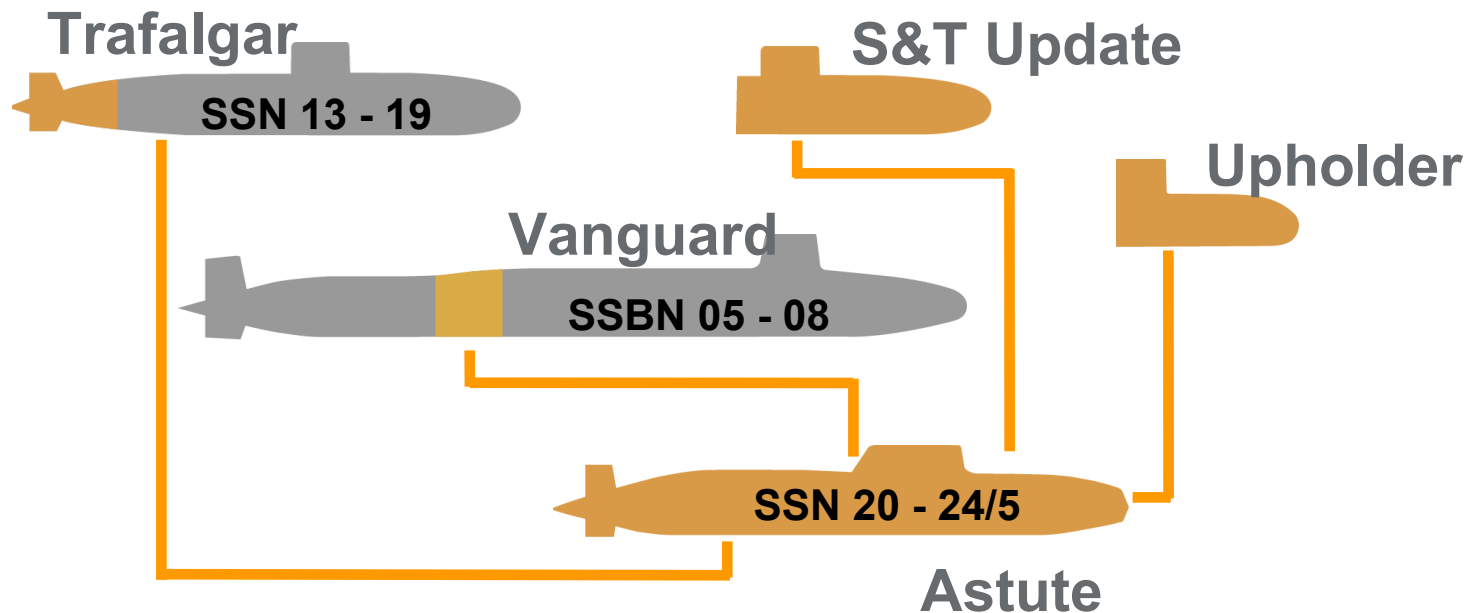 Trafalgar
SSN 13 - 19
S&T Update
Upholder
Vanguard
SSBN 05 - 08
SSN 20 - 24/5
Astute